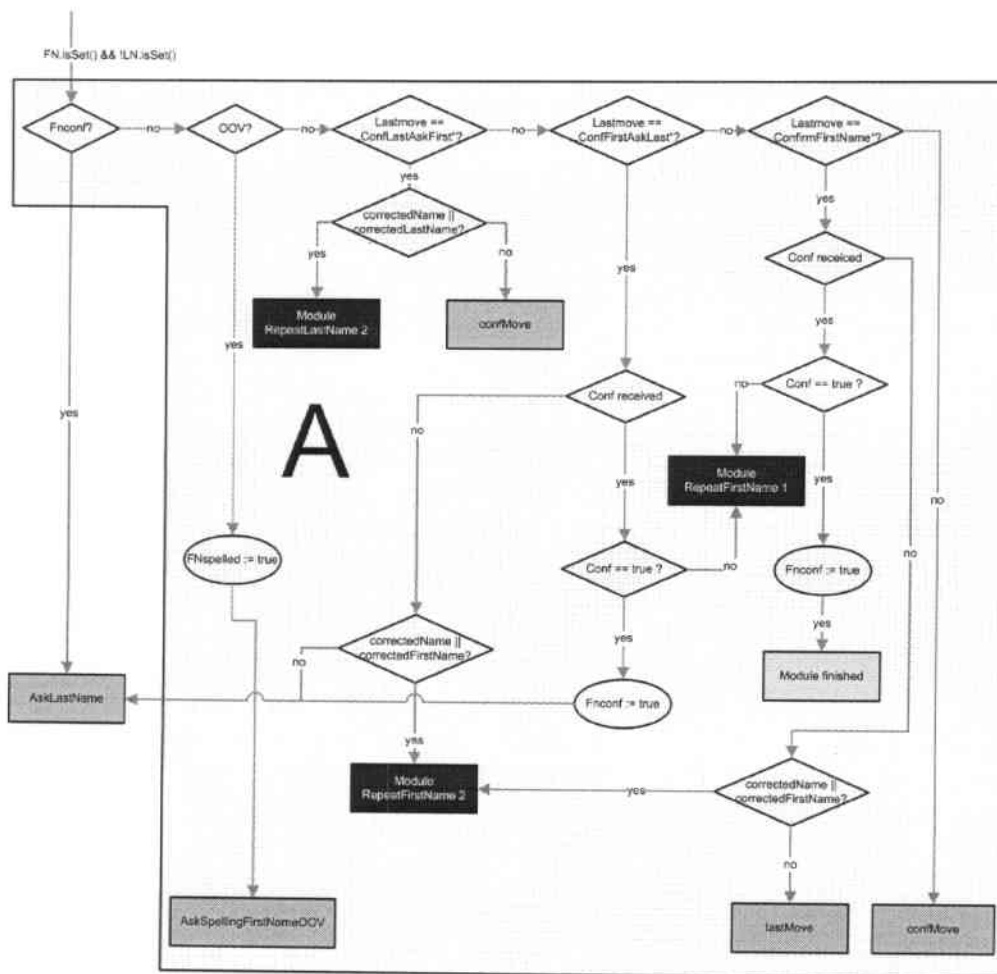 FN.isSet() && !LN.isSet()
Fnconf?
no
OOV?
no
Lastmove ==
ConfLastAskFirst"?
no
Lastmove ==
ConfFirstAskLast"?
no
Lastmove ==
ConfirmFirstName"?
yes
correctedName ||
correctedLastName?
yes
no
Module
RepeatLastName 2
confMove
yes
yes
Conf receiced
yes
yes
yes
A
Conf received
no
Conf == true ?
no
Module
RepeatFirstName 1
yes
yes
no
no
FNspelled := true
Conf == true ?
no
Fnconf := true
yes
yes
correctedName ||
correctedFirstName?
no
Module finished
AskLastName
Fnconf := true
yes
Module
RepeatFirstName 2
yes
correctedName ||
correctedFirstName?
no
AskSpellingFirstNameOOV
lastMove
confMove